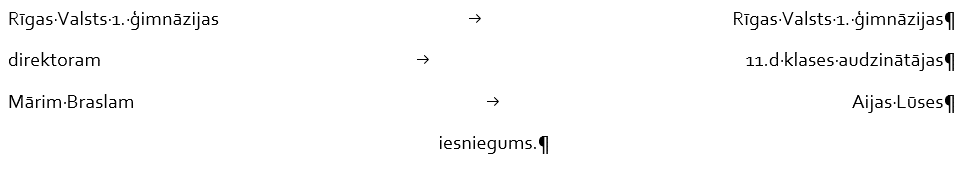 Rīgas·Valsts·1.·ģimnāzijas → Rīgas·Valsts·1.·ģimnāzijas¶
direktoram → 11.d·klases·audzinātājas¶
Mārim·Braslam → Aijas·Lūses¶
iesniegums.¶